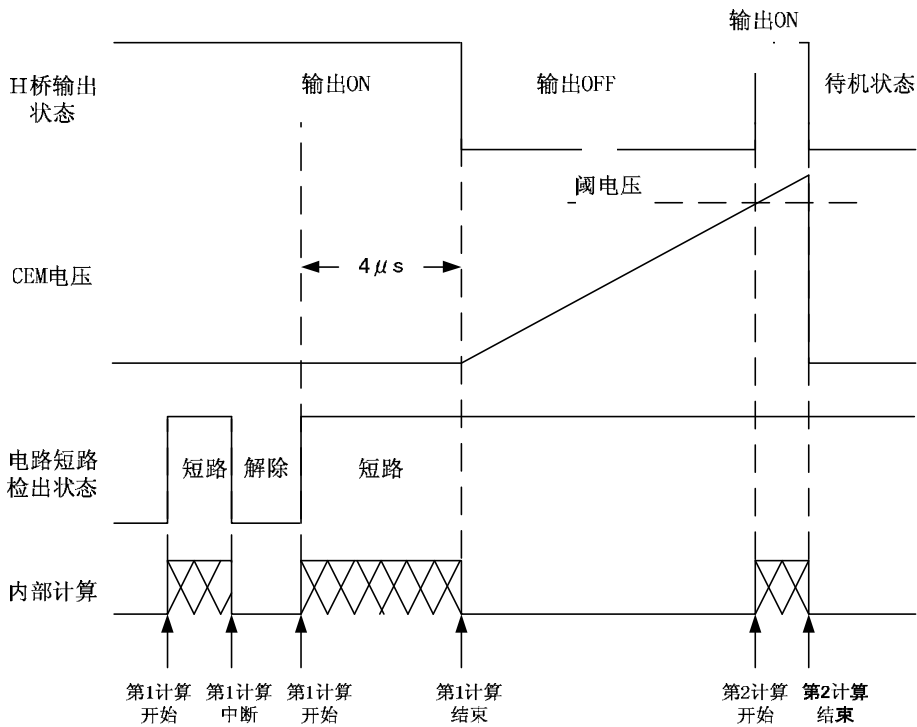 输出ON
H桥输出
状态
输出ON
输出OFF
待机状态
阈电压
4μs
CEM电压
电路短路
检出状态
短路
解除
短路
内部计算
第1计算
开始
第1计算
中断
第1计算
开始
第1计算
结束
第2计算
开始
第2计算
结束